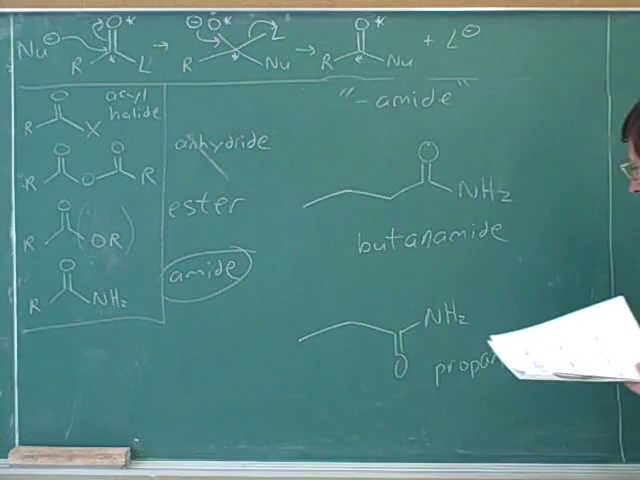 Nu⊖ R O* L → ⊖ O* R L Nu → R O* Nu + L⊖
R O X acyl halide
"-amide"
R O O O R anhydride
O NH₂
R O (OR) ester
butanamide
R O NH₂ amide
NH₂
O
propan